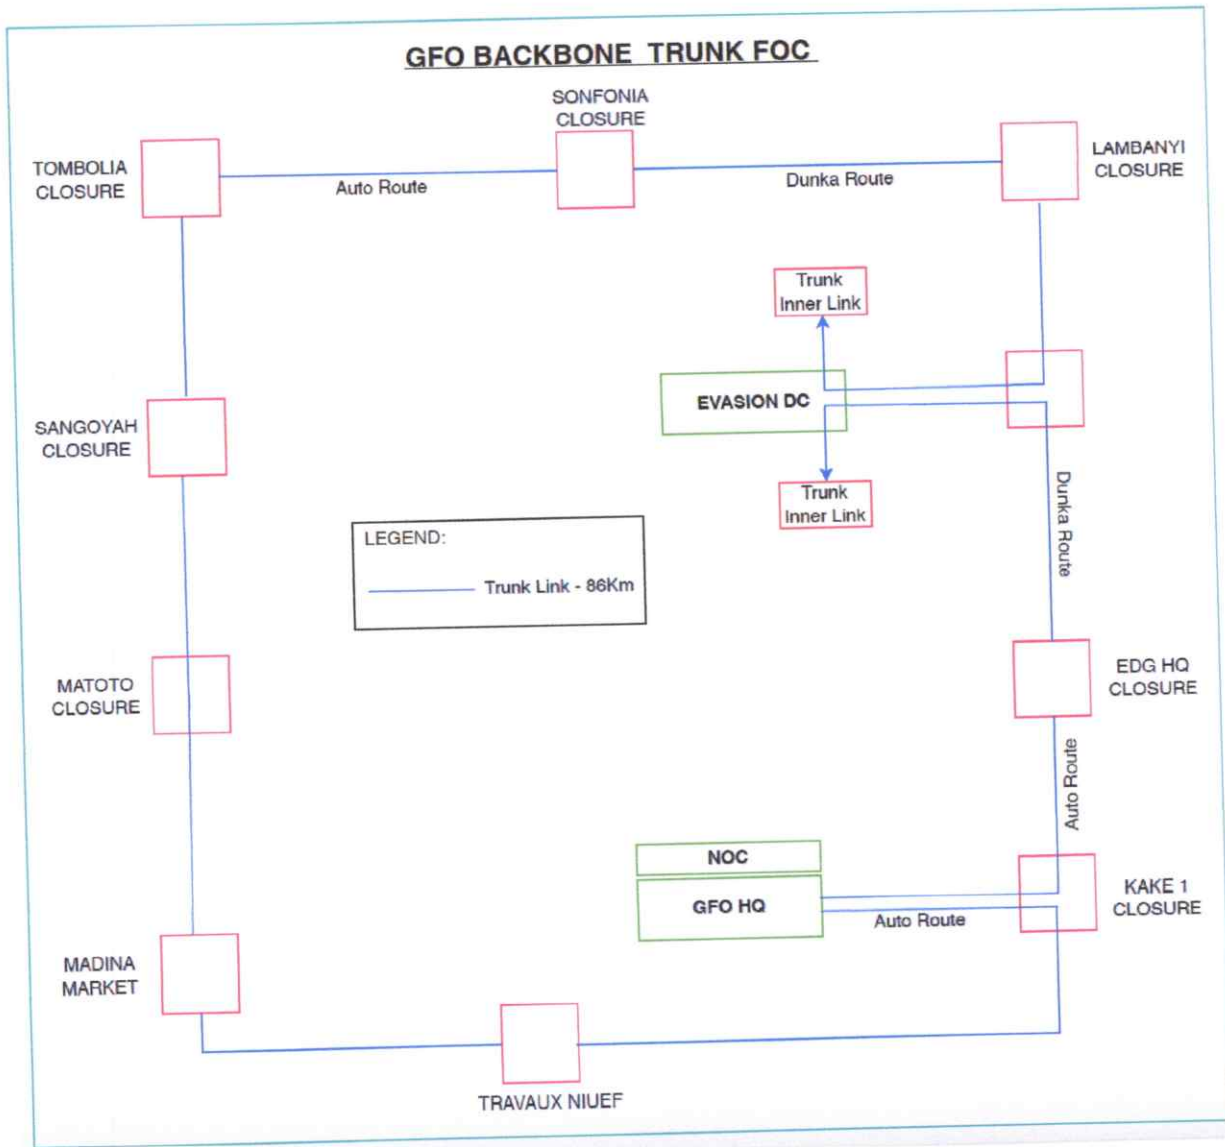 GFO BACKBONE TRUNK FOC
SONFONIA
CLOSURE
TOMBOLIA
CLOSURE
LAMBANYI
CLOSURE
Auto Route
Dunka Route
Trunk
Inner Link
EVASION DC
SANGOYAH
CLOSURE
Trunk
Inner Link
Dunka Route
LEGEND:
Trunk Link - 86Km
MATOTO
CLOSURE
EDG HQ
CLOSURE
Auto Route
NOC
GFO HQ
Auto Route
KAKE 1
CLOSURE
MADINA
MARKET
TRAVAUX NIUEF